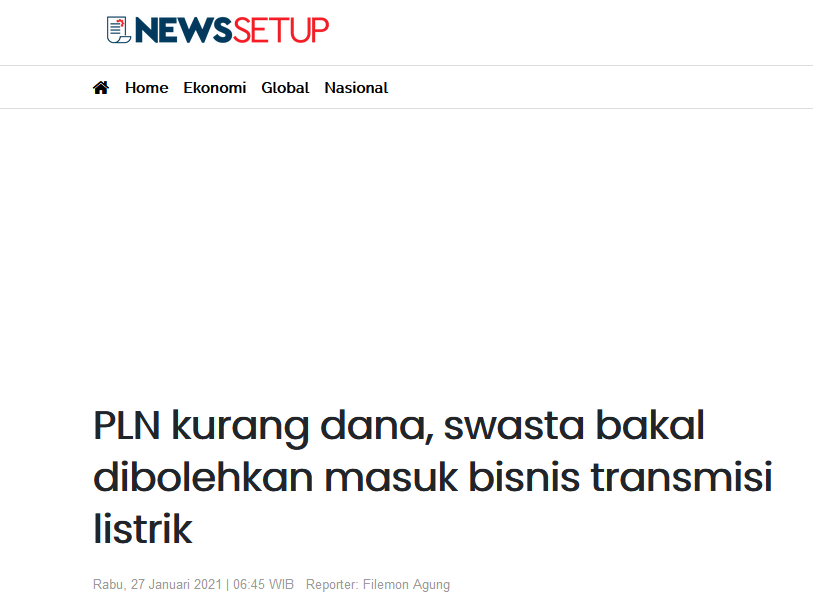 NEWSSETUP
Home Ekonomi Global Nasional
PLN kurang dana, swasta bakal
dibolehkan masuk bisnis transmisi
listrik
Rabu, 27 Januari 2021 | 06:45 WIB Reporter: Filemon Agung